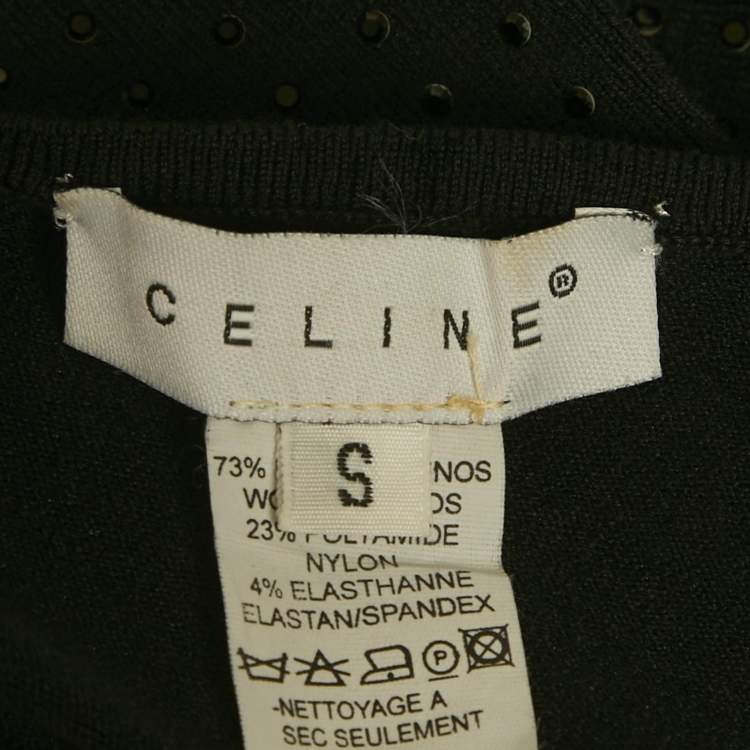 CELINE®
S
73%
23% POLYAMIDE
NYLON
4% ELASTHANNE
ELASTAN/SPANDEX
P
-NETTOYAGE A
SEC SEULEMENT